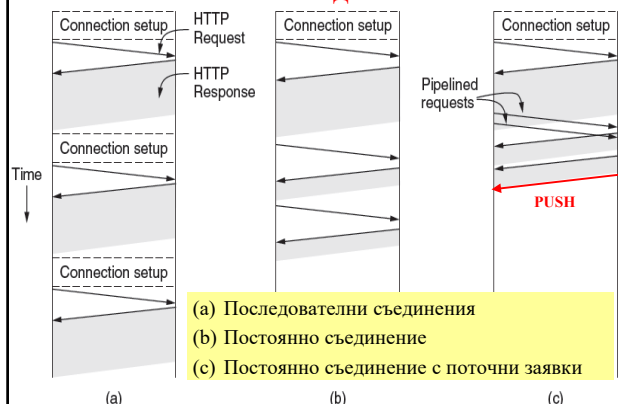 Connection setup
HTTP
Request
HTTP
Response
Connection setup
Time
Connection setup
(a)
(b)
Connection setup
Pipelined
requests
PUSH
(c)
(a) Последователни съединения
(b) Постоянно съединение
(c) Постоянно съединение с поточни заявки